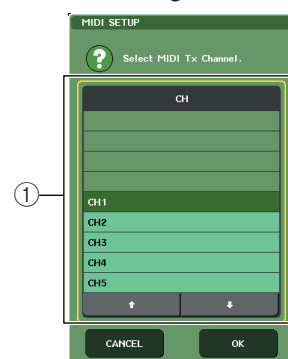 MIDI SETUP
?
Select MIDI Tx Channel.
CH
①
CH1
CH2
CH3
CH4
CH5
CANCEL
OK